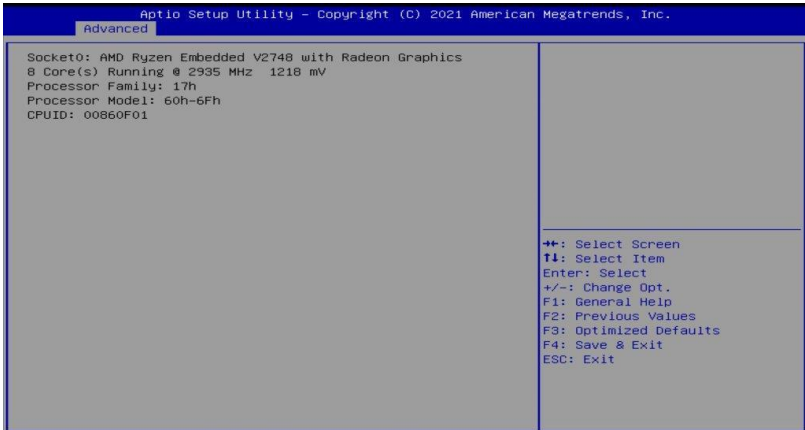 Aptio Setup Utility – Copyright (C) 2021 American Megatrends, Inc.
Advanced
Socket0: AMD Ryzen Embedded V2748 with Radeon Graphics
8 Core(s) Running @ 2935 MHz  1218 mV
Processor Family: 17h
Processor Model: 60h-6Fh
CPUID: 00860F01
→←: Select Screen
↑↓: Select Item
Enter: Select
+/-: Change Opt.
F1: General Help
F2: Previous Values
F3: Optimized Defaults
F4: Save & Exit
ESC: Exit